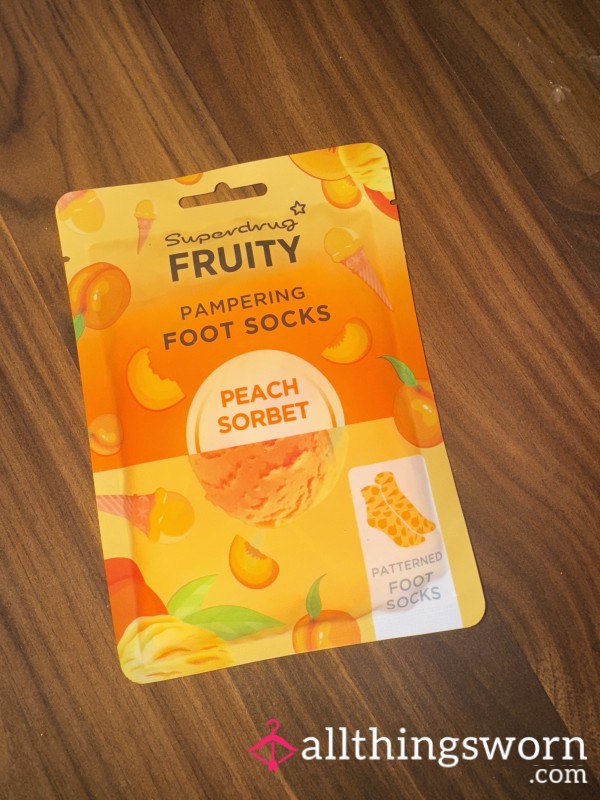 Superdrug
FRUITY
PAMPERING
FOOT SOCKS
PEACH
SORBET
PATTERNED
FOOT
SOCKS
allthingsworn
.com